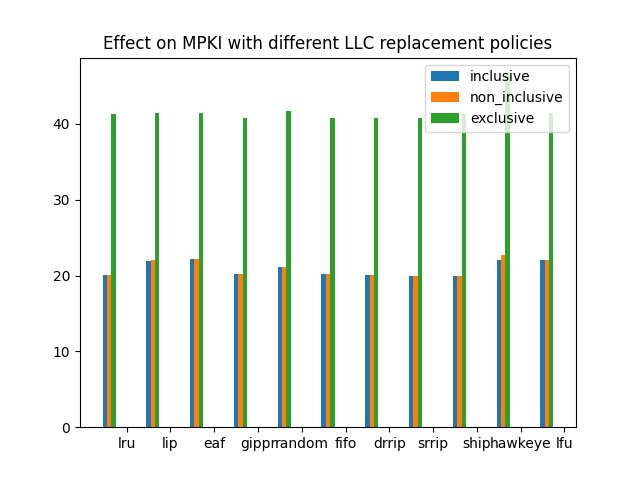 Effect on MPKI with different LLC replacement policies
inclusive
non_inclusive
exclusive
40
30
20
10
0
lru lip eaf gippr random fifo drrip srrip ship hawkeye lfu